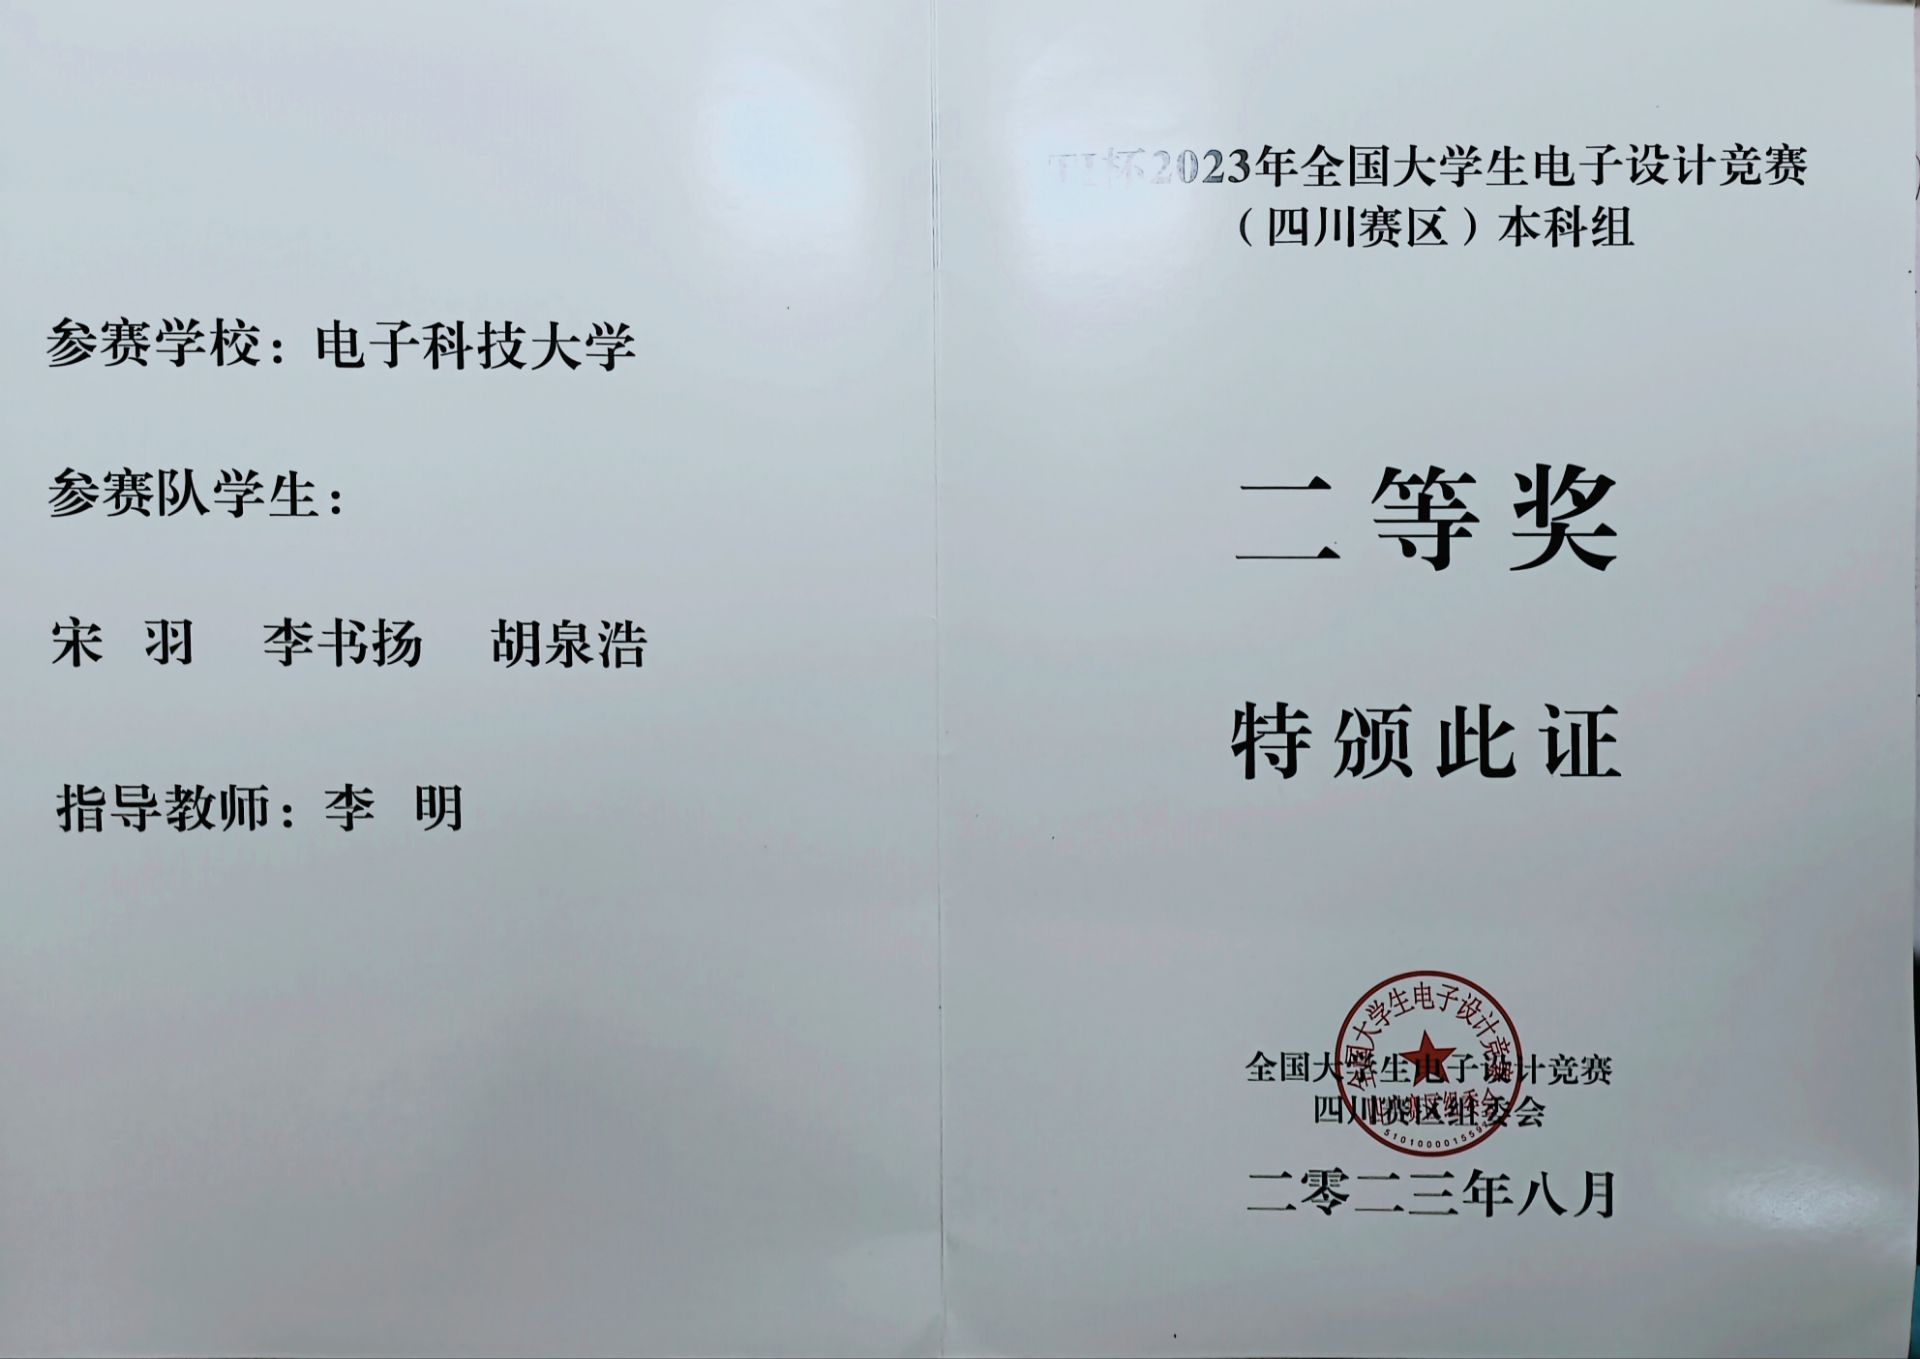 参赛学校：电子科技大学
参赛队学生：
宋 羽 李书扬 胡泉浩
指导教师：李 明
TI杯2023年全国大学生电子设计竞赛
（四川赛区）本科组
二等奖
特颁此证
全国大学生电子设计竞赛
四川赛区组委会
二零二三年八月
全国大学生电子设计竞赛